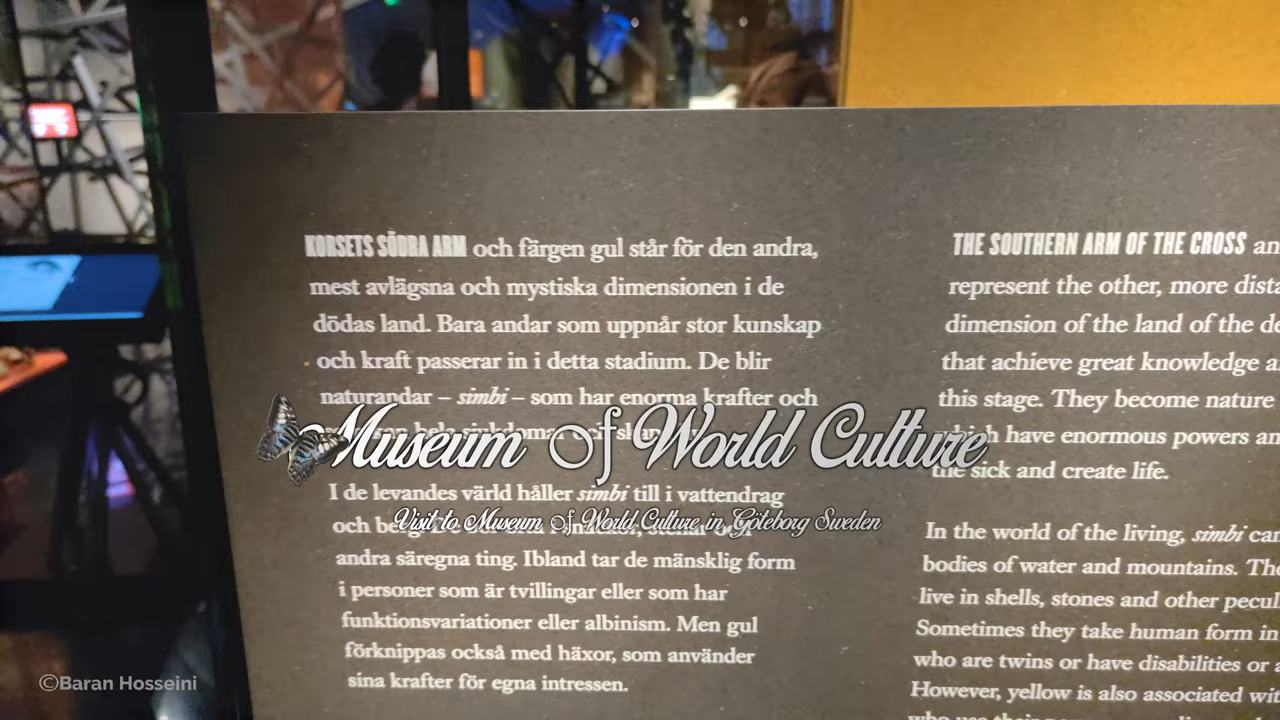 KORSETS SÖDRA ARM och färgen gul står för den andra,
mest avlägsna och mystiska dimensionen i de
dödas land. Bara andar som uppnår stor kunskap
och kraft passerar in i detta stadium. De blir
naturandar – simbi – som har enorma krafter och
I de levandes värld håller simbi till i vattendrag
och
andra säregna ting. Ibland tar de mänsklig form
i personer som är tvillingar eller som har
funktionsvariationer eller albinism. Men gul
förknippas också med häxor, som använder
sina krafter för egna intressen.
THE SOUTHERN ARM OF THE CROSS
represent the other, more
dimension of the land of the
that achieve great knowledge
this stage. They become nature
which have enormous powers
the sick and create life.
In the world of the living, simbi can
bodies of water and mountains.
live in shells, stones and other
Sometimes they take human form in
who are twins or have disabilities or
However, yellow is also associated
Museum of World Culture
Visit to Museum of World Culture in Göteborg Sweden
©Baran Hosseini